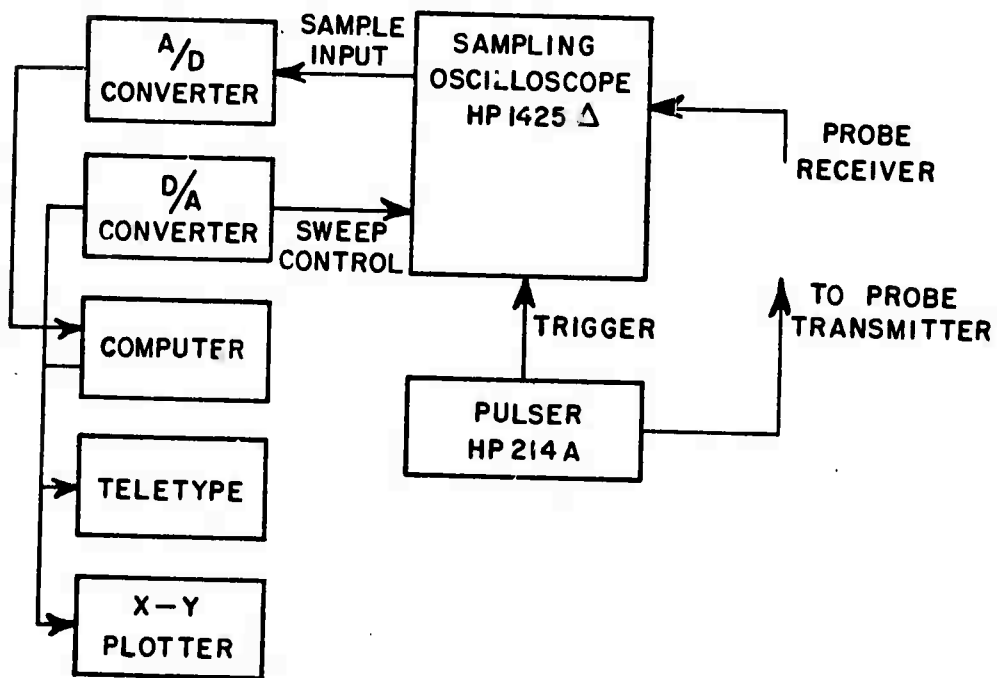 A/D
CONVERTER
SAMPLE
INPUT
SAMPLING
OSCILLOSCOPE
HP 1425 Δ
PROBE
RECEIVER
D/A
CONVERTER
SWEEP
CONTROL
COMPUTER
TRIGGER
TO PROBE
TRANSMITTER
PULSER
HP 214A
TELETYPE
X-Y
PLOTTER